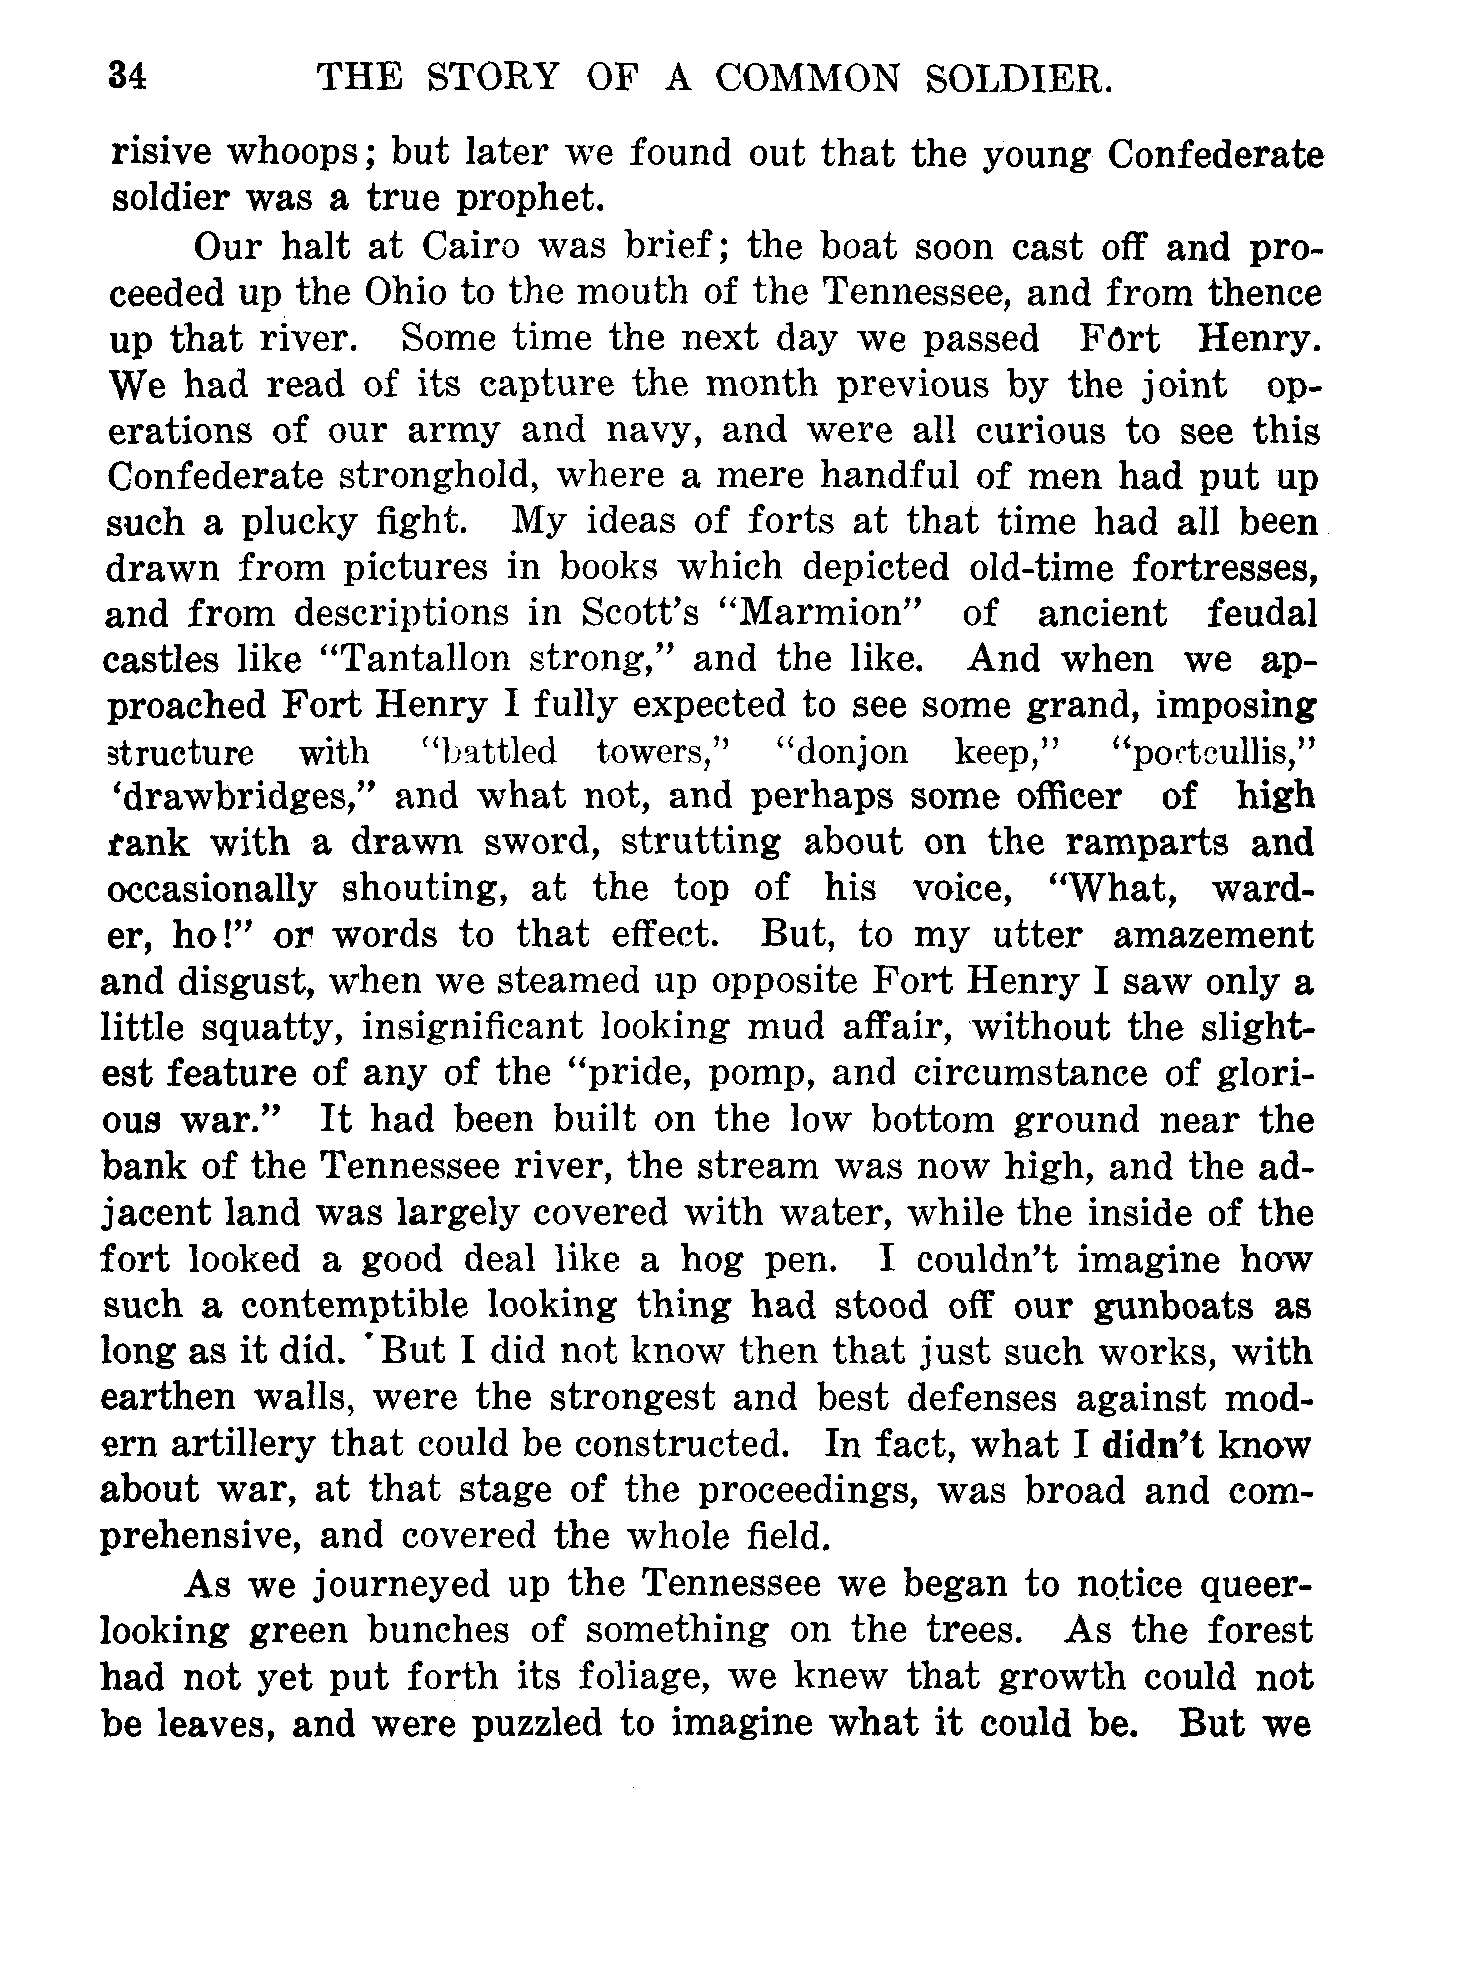 34 THE STORY OF A COMMON SOLDIER.
risive whoops; but later we found out that the young Confederate
soldier was a true prophet.
Our halt at Cairo was brief; the boat soon cast off and pro-
ceeded up the Ohio to the mouth of the Tennessee, and from thence
up that river. Some time the next day we passed Fort Henry.
We had read of its capture the month previous by the joint op-
erations of our army and navy, and were all curious to see this
Confederate stronghold, where a mere handful of men had put up
such a plucky fight. My ideas of forts at that time had all been
drawn from pictures in books which depicted old-time fortresses,
and from descriptions in Scott's "Marmion" of ancient feudal
castles like "Tantallon strong," and the like. And when we ap-
proached Fort Henry I fully expected to see some grand, imposing
structure with "battled towers," "donjon keep," "portcullis,"
'drawbridges," and what not, and perhaps some officer of high
rank with a drawn sword, strutting about on the ramparts and
occasionally shouting, at the top of his voice, "What, ward-
er, ho!" or words to that effect. But, to my utter amazement
and disgust, when we steamed up opposite Fort Henry I saw only a
little squatty, insignificant looking mud affair, without the slight-
est feature of any of the "pride, pomp, and circumstance of glori-
ous war." It had been built on the low bottom ground near the
bank of the Tennessee river, the stream was now high, and the ad-
jacent land was largely covered with water, while the inside of the
fort looked a good deal like a hog pen. I couldn't imagine how
such a contemptible looking thing had stood off our gunboats as
long as it did. But I did not know then that just such works, with
earthen walls, were the strongest and best defenses against mod-
ern artillery that could be constructed. In fact, what I didn't know
about war, at that stage of the proceedings, was broad and com-
prehensive, and covered the whole field.
As we journeyed up the Tennessee we began to notice queer-
looking green bunches of something on the trees. As the forest
had not yet put forth its foliage, we knew that growth could not
be leaves, and were puzzled to imagine what it could be. But we